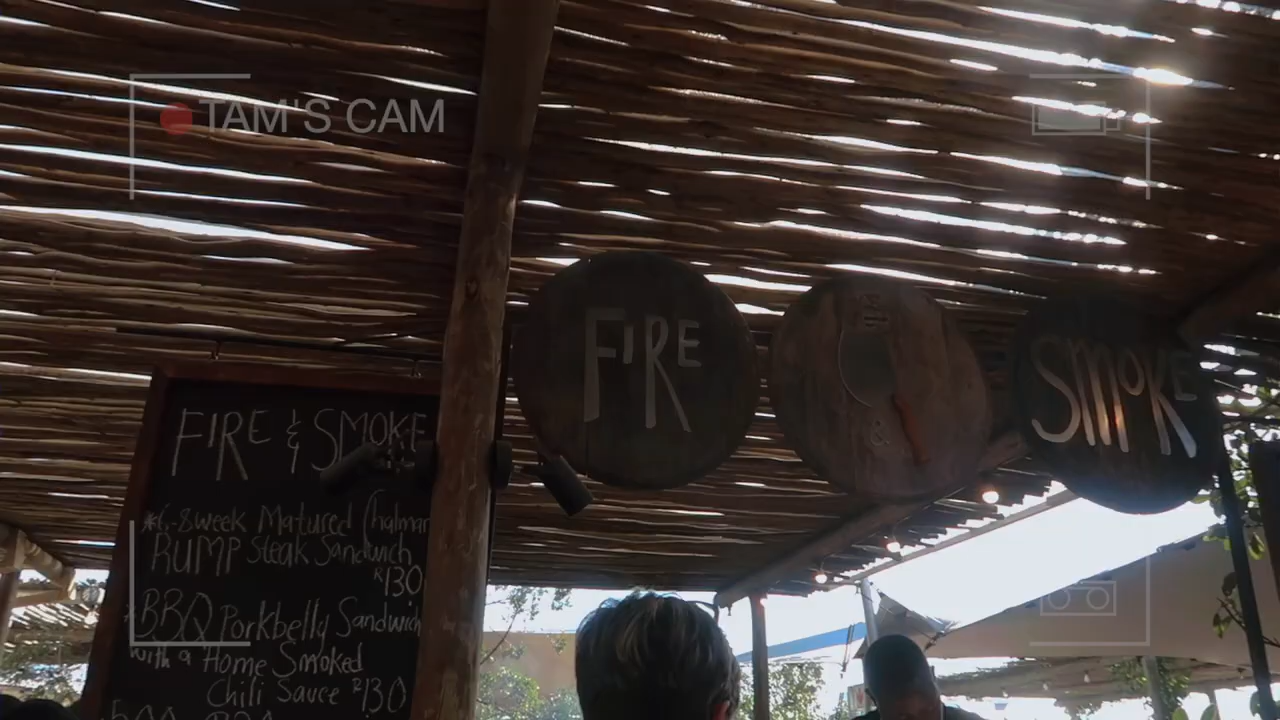 TAM'S CAM
FIRE
&
SMOKE
FIRE & SMOKE
*6-8 week Matured Chalmar
RUMP Steak Sandwich
R130
*BBQ Porkbelly Sandwich
with a Home Smoked
Chili Sauce R130